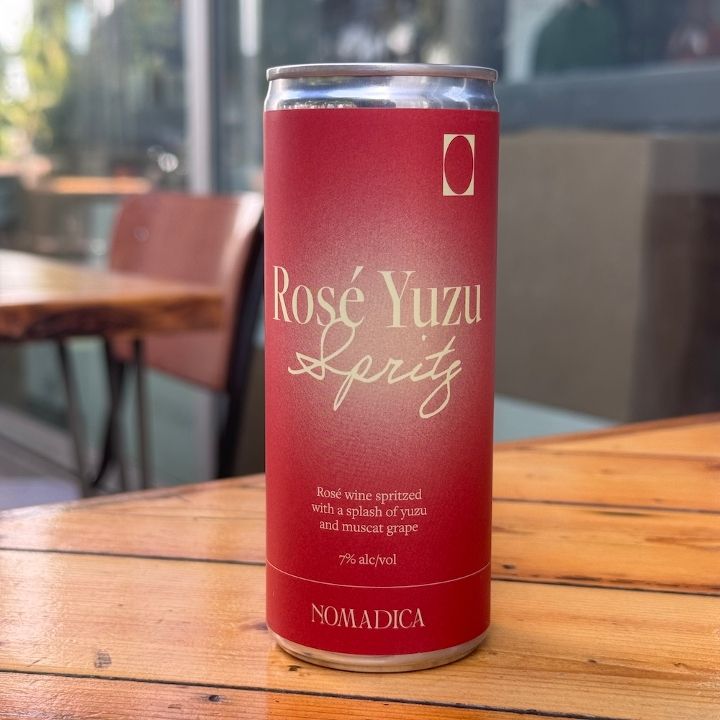 Rosé Yuzu
Spritz
Rosé wine spritzed
with a splash of yuzu
and muscat grape
7% alc/vol
NOMADICA